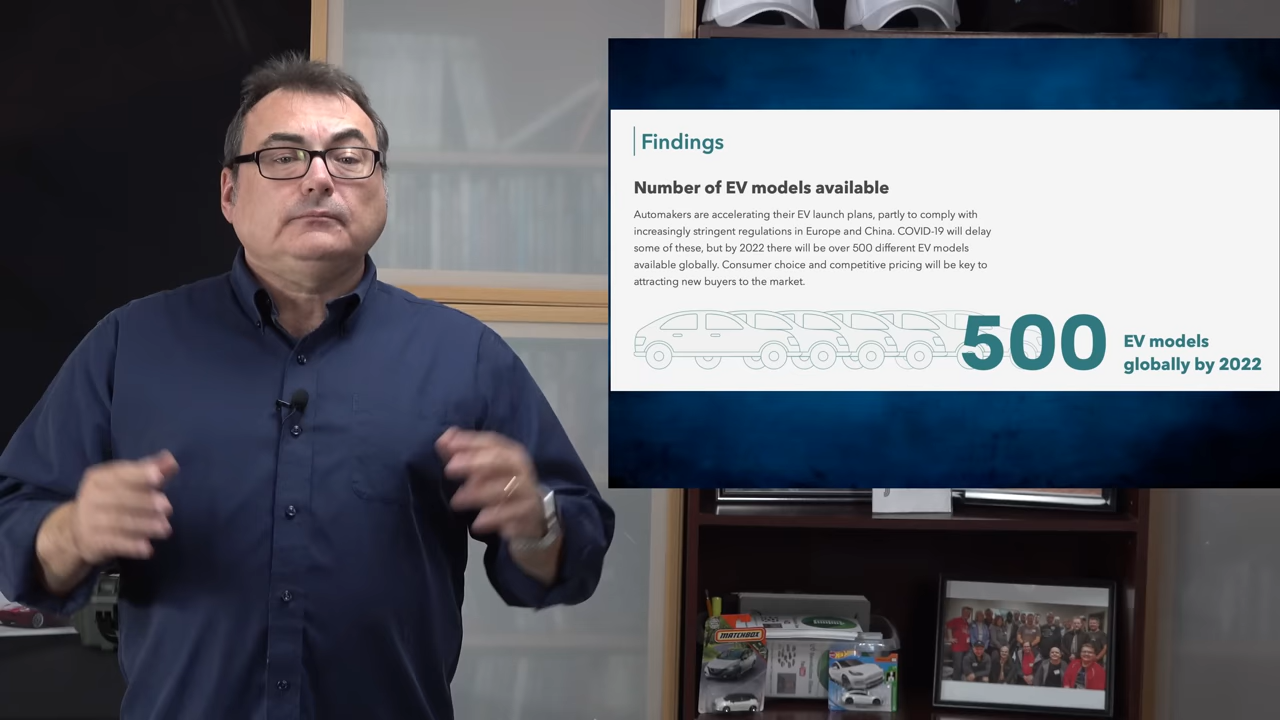 Findings
Number of EV models available
Automakers are accelerating their EV launch plans, partly to comply with
increasingly stringent regulations in Europe and China. COVID-19 will delay
some of these, but by 2022 there will be over 500 different EV models
available globally. Consumer choice and competitive pricing will be key to
attracting new buyers to the market.
500
EV models
globally by 2022
MATCHBOX